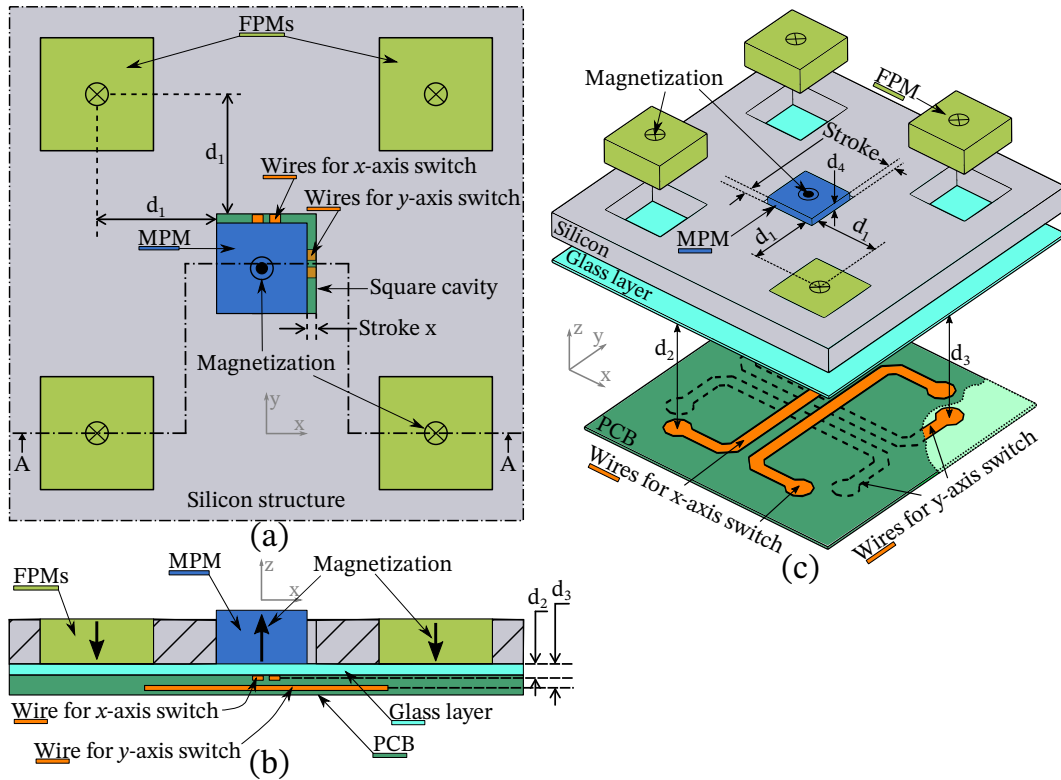 FPMs
d1
Wires for x-axis switch
Wires for y-axis switch
d1
MPM
Square cavity
Stroke x
Magnetization
y
x
A
A
Silicon structure
(a)
FPMs
MPM
z
x
Magnetization
d2
d3
Wire for x-axis switch
Glass layer
Wire for y-axis switch
PCB
(b)
Magnetization
FPM
Stroke
d4
MPM
d1
d1
Silicon
Glass layer
z
y
x
d2
d3
PCB
Wires for x-axis switch
Wires for y-axis switch
(c)